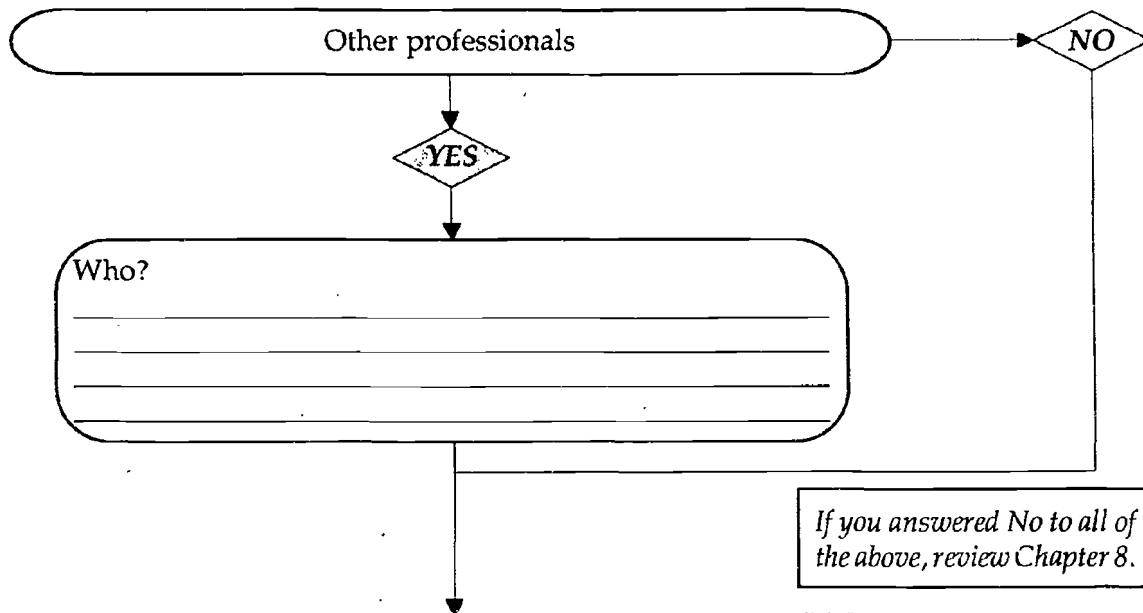 Other professionals
NO
YES
Who?
If you answered No to all of
the above, review Chapter 8.